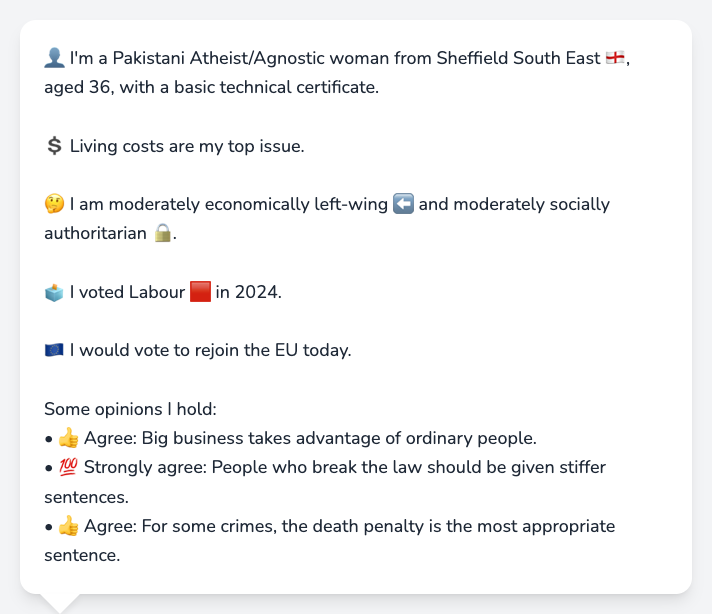 👤 I'm a Pakistani Atheist/Agnostic woman from Sheffield South East 🏴󠁧󠁢󠁥󠁮󠁧󠁿,
aged 36, with a basic technical certificate.
💲 Living costs are my top issue.
🤔 I am moderately economically left-wing ⬅️ and moderately socially
authoritarian 🔒.
🗳️ I voted Labour 🟥 in 2024.
🇪🇺 I would vote to rejoin the EU today.
Some opinions I hold:
• 👍 Agree: Big business takes advantage of ordinary people.
• 💯 Strongly agree: People who break the law should be given stiffer
sentences.
• 👍 Agree: For some crimes, the death penalty is the most appropriate
sentence.